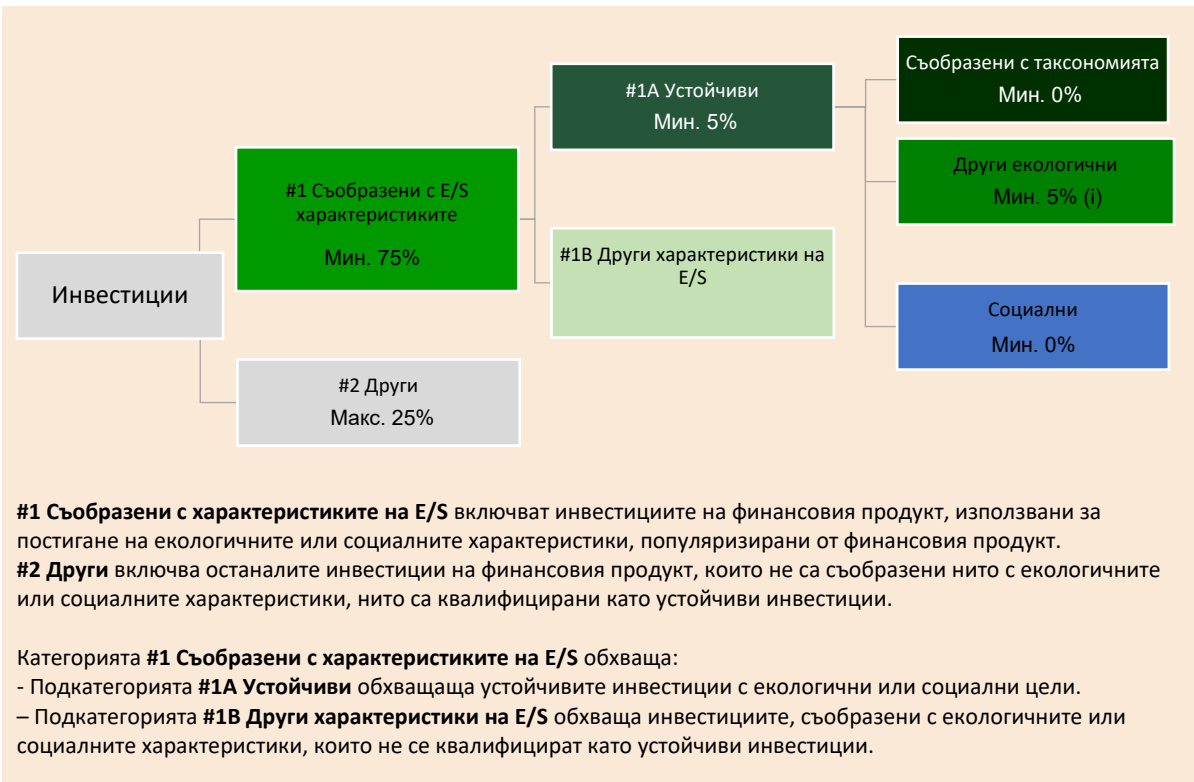 Инвестиции
#1 Съобразени с E/S
характеристиките
Мин. 75%
#2 Други
Макс. 25%
#1A Устойчиви
Мин. 5%
#1B Други характеристики на
E/S
Съобразени с таксономията
Мин. 0%
Други екологични
Мин. 5% (i)
Социални
Мин. 0%
#1 Съобразени с характеристиките на E/S включват инвестициите на финансовия продукт, използвани за
постигане на екологичните или социалните характеристики, популяризирани от финансовия продукт.
#2 Други включва останалите инвестиции на финансовия продукт, които не са съобразени нито с екологичните
или социалните характеристики, нито са квалифицирани като устойчиви инвестиции.
Категорията #1 Съобразени с характеристиките на E/S обхваща:
- Подкатегорията #1A Устойчиви обхващаща устойчивите инвестиции с екологични или социални цели.
– Подкатегорията #1B Други характеристики на E/S обхваща инвестициите, съобразени с екологичните или
социалните характеристики, които не се квалифицират като устойчиви инвестиции.